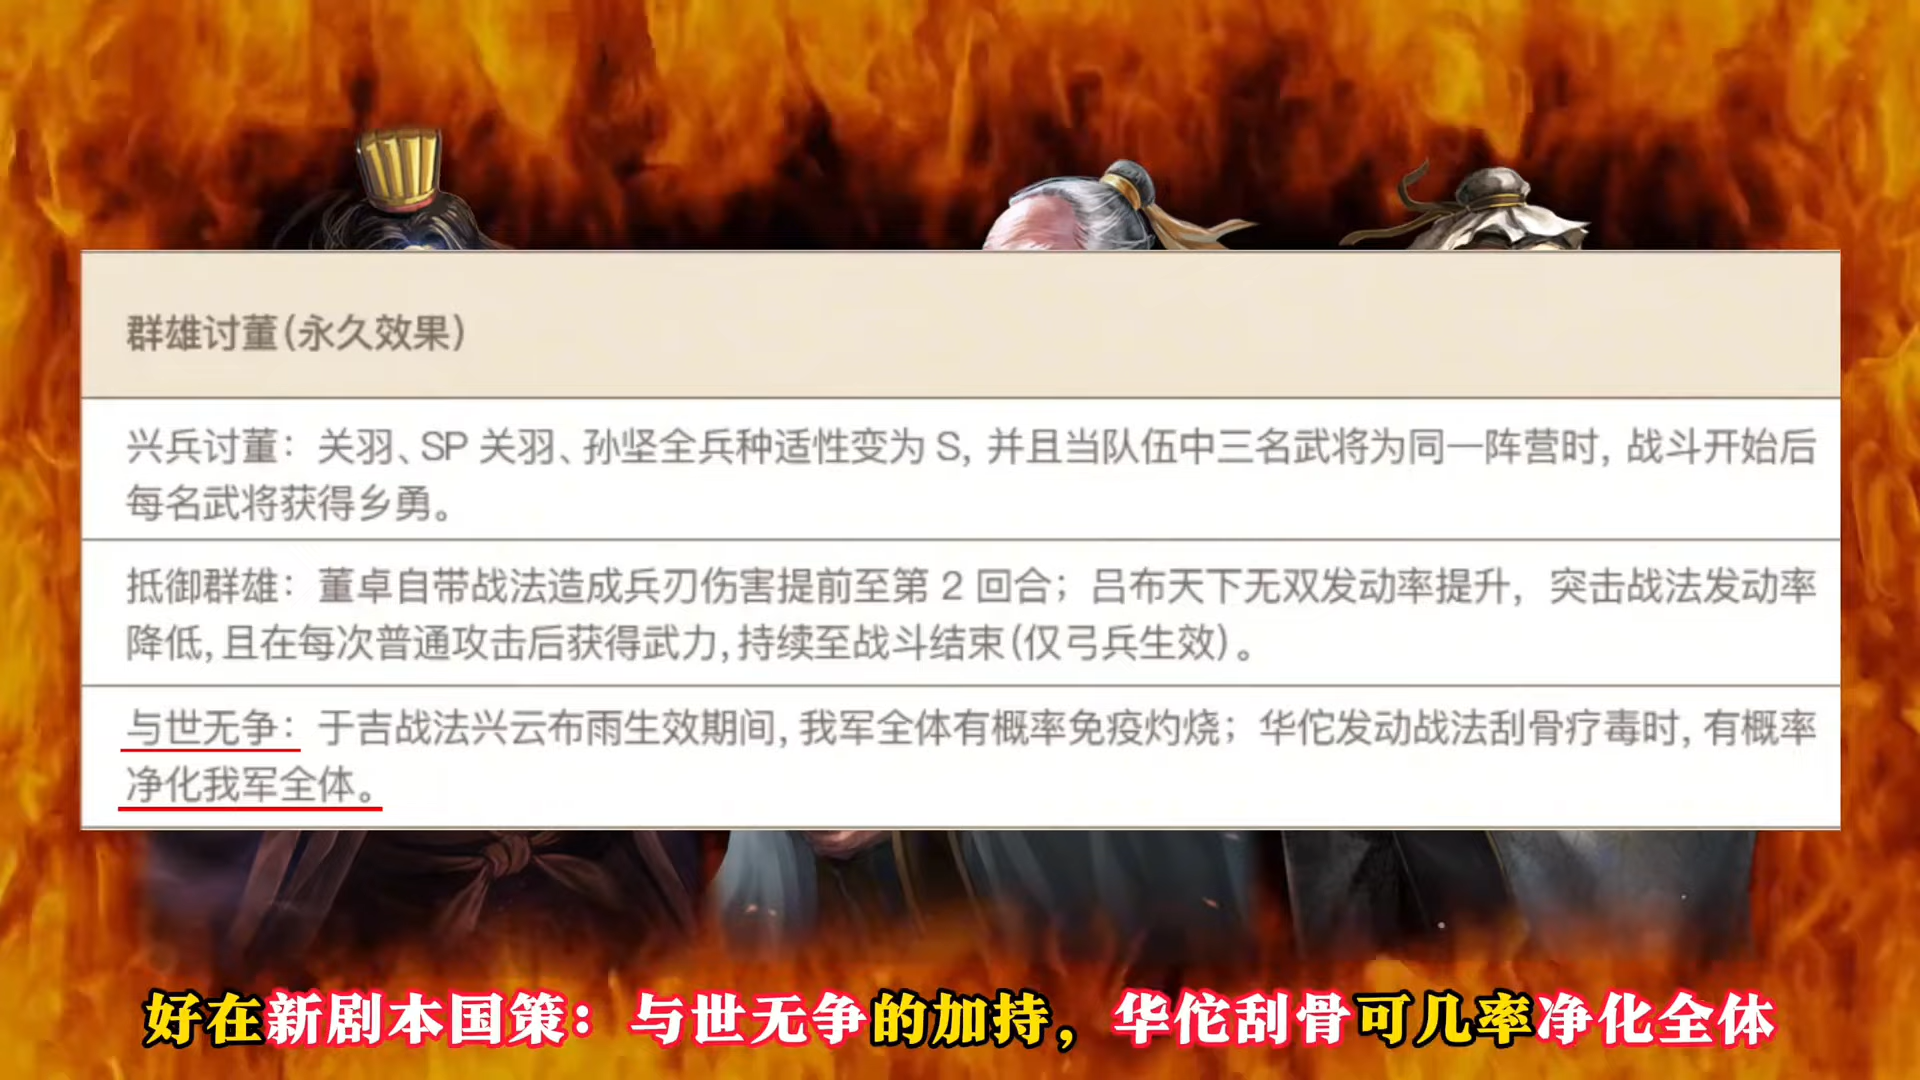 群雄讨董(永久效果)
兴兵讨董：关羽、SP 关羽、孙坚全兵种适性变为 S, 并且当队伍中三名武将为同一阵营时, 战斗开始后
每名武将获得乡勇。
抵御群雄：董卓自带战法造成兵刃伤害提前至第 2 回合；吕布天下无双发动率提升，突击战法发动率
降低, 且在每次普通攻击后获得武力, 持续至战斗结束(仅弓兵生效)。
与世无争：于吉战法兴云布雨生效期间, 我军全体有概率免疫灼烧；华佗发动战法刮骨疗毒时, 有概率
净化我军全体。
好在新剧本国策：与世无争的加持，华佗刮骨可几率净化全体